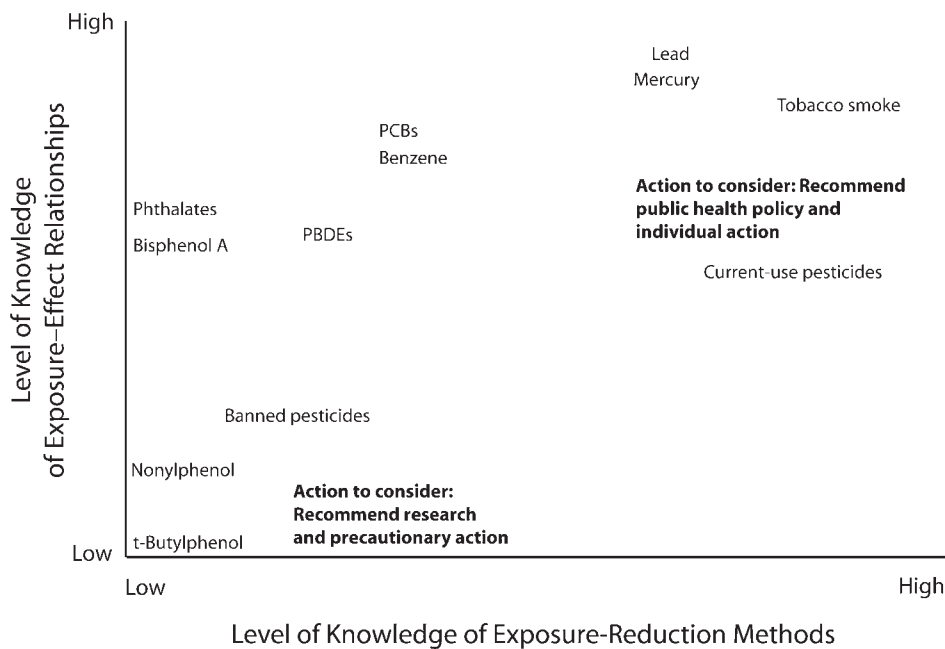 High
Lead
Mercury
Tobacco smoke
PCBs
Benzene
Action to consider: Recommend
public health policy and
individual action
Phthalates
PBDEs
Bisphenol A
Current-use pesticides
Level of Knowledge
of Exposure–Effect Relationships
Banned pesticides
Nonylphenol
Action to consider:
Recommend research
and precautionary action
t-Butylphenol
Low
Low
High
Level of Knowledge of Exposure-Reduction Methods